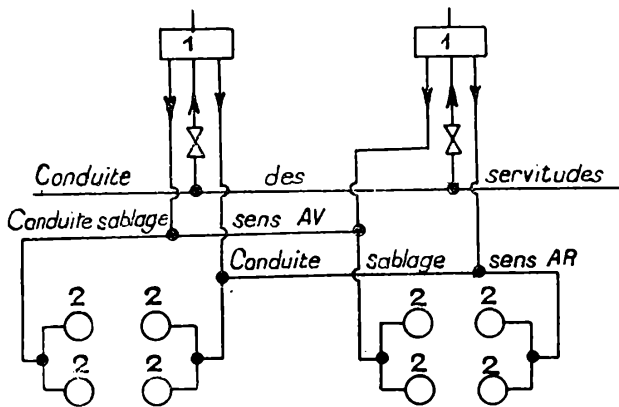 1 1
Conduite des servitudes
Conduite sablage sens AV
Conduite sablage sens AR
2 2 2 2
2 2 2 2